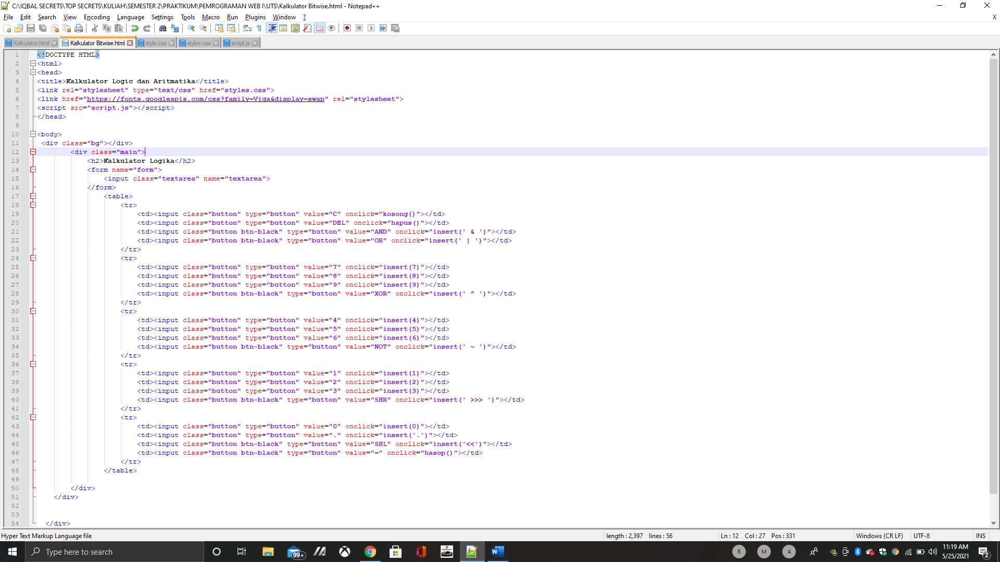 C:\IQBAL SECRETS\TOP SECRETS\KULIAH\SEMESTER 2\PRAKTIKUM\PEMROGRAMAN WEB I\UTS\Kalkulator Bitwise.html - Notepad++
File Edit Search View Encoding Language Settings Tools Macro Run Plugins Window ? X
Kalkulator.html Kalkulator Bitwise.html style.css styles.css script.js
1 <!DOCTYPE HTML>
2 <html>
3 <head>
4 <title>Kalkulator Logic dan Aritmatika</title>
5 <link rel="stylesheet" type="text/css" href="styles.css">
6 <link href="https://fonts.googleapis.com/css?family=Viga&display=swap" rel="stylesheet">
7 <script src="script.js"></script>
8 </head>
9
10 <body>
11 <div class="bg"></div>
12 <div class="main">
13 <h2>Kalkulator Logika</h2>
14 <form name="form">
15 <input class="textarea" name="textarea">
16 </form>
17 <table>
18 <tr>
19 <td><input class="button" type="button" value="C" onclick="kosong()"></td>
20 <td><input class="button" type="button" value="DEL" onclick="hapus()"></td>
21 <td><input class="button btn-black" type="button" value="AND" onclick="insert(' & ')"></td>
22 <td><input class="button btn-black" type="button" value="OR" onclick="insert(' | ')"></td>
23 </tr>
24 <tr>
25 <td><input class="button" type="button" value="7" onclick="insert(7)"></td>
26 <td><input class="button" type="button" value="8" onclick="insert(8)"></td>
27 <td><input class="button" type="button" value="9" onclick="insert(9)"></td>
28 <td><input class="button btn-black" type="button" value="XOR" onclick="insert(' ^ ')"></td>
29 </tr>
30 <tr>
31 <td><input class="button" type="button" value="4" onclick="insert(4)"></td>
32 <td><input class="button" type="button" value="5" onclick="insert(5)"></td>
33 <td><input class="button" type="button" value="6" onclick="insert(6)"></td>
34 <td><input class="button btn-black" type="button" value="NOT" onclick="insert(' ~ ')"></td>
35 </tr>
36 <tr>
37 <td><input class="button" type="button" value="1" onclick="insert(1)"></td>
38 <td><input class="button" type="button" value="2" onclick="insert(2)"></td>
39 <td><input class="button" type="button" value="3" onclick="insert(3)"></td>
40 <td><input class="button btn-black" type="button" value="SHR" onclick="insert(' >>> ')"></td>
41 </tr>
42 <tr>
43 <td><input class="button" type="button" value="0" onclick="insert(0)"></td>
44 <td><input class="button" type="button" value="." onclick="insert('.')"></td>
45 <td><input class="button btn-black" type="button" value="SHL" onclick="insert('<<')"></td>
46 <td><input class="button btn-black" type="button" value="=" onclick="hasop()"></td>
47 </tr>
48 </table>
49
50 </div>
51 </div>
52
53
54 </div>
Hyper Text Markup Language file length : 2,397 lines : 56 Ln : 12 Col : 27 Pos : 331 Windows (CR LF) UTF-8 INS
Type here to search 99+ W R M A 11:19 AM
5/25/2021 2